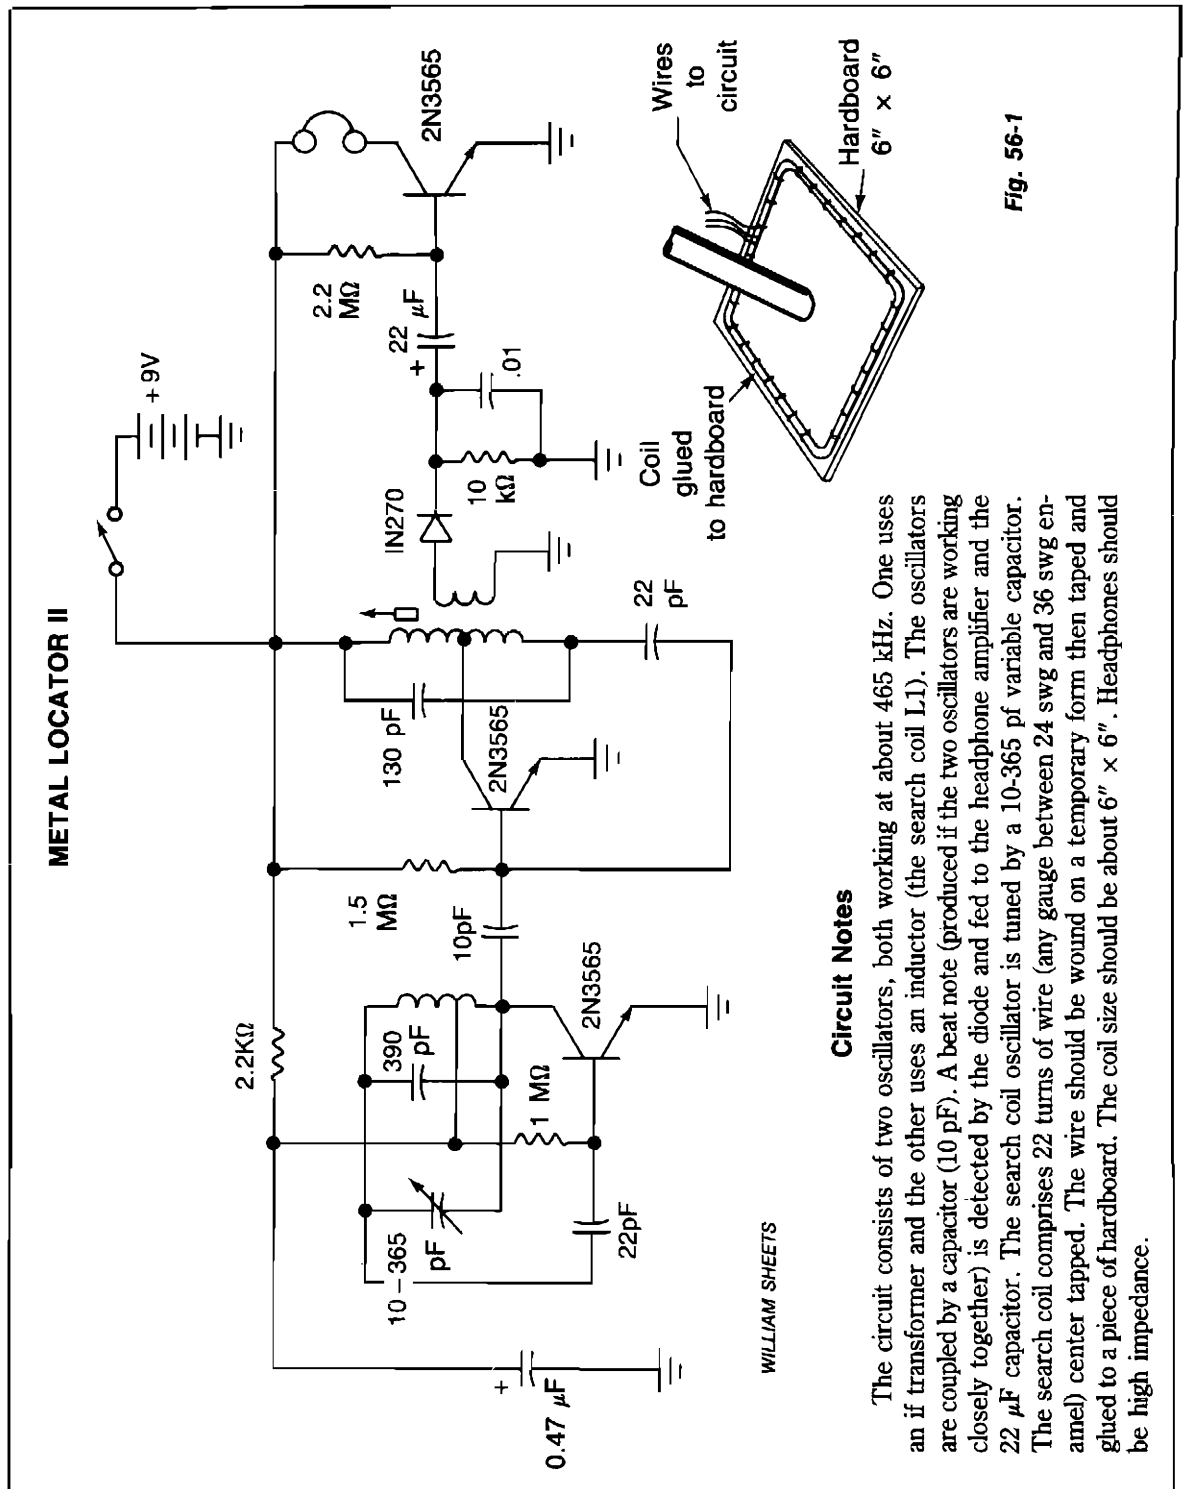 METAL LOCATOR II
+9V
2.2KΩ
1.5
MΩ
130 pF
2N3565
22
pF
IN270
10
kΩ
.01
22 μF
+
2.2
MΩ
2N3565
10pF
390
pF
1 MΩ
2N3565
10–365
pF
22pF
+
0.47 μF
WILLIAM SHEETS
Wires
to
circuit
Coil
glued
to hardboard
Hardboard
6" × 6"
Fig. 56-1
Circuit Notes
The circuit consists of two oscillators, both working at about 465 kHz. One uses
an if transformer and the other uses an inductor (the search coil L1). The oscillators
are coupled by a capacitor (10 pF). A beat note (produced if the two oscillators are working
closely together) is detected by the diode and fed to the headphone amplifier and the
22 μF capacitor. The search coil oscillator is tuned by a 10-365 pf variable capacitor.
The search coil comprises 22 turns of wire (any gauge between 24 swg and 36 swg en-
amel) center tapped. The wire should be wound on a temporary form then taped and
glued to a piece of hardboard. The coil size should be about 6" × 6". Headphones should
be high impedance.